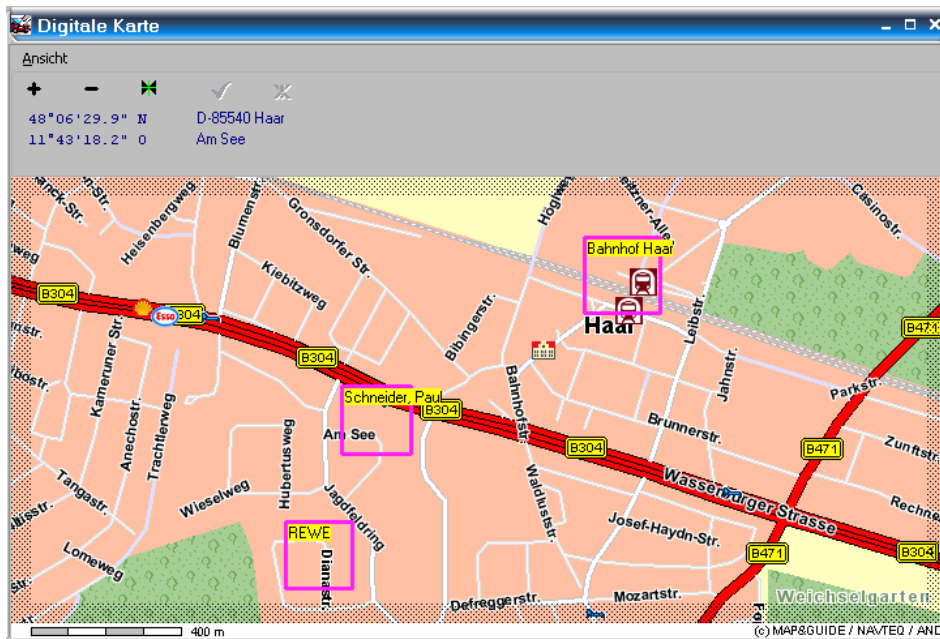 Digitale Karte
Ansicht
48°06'29.9" N D-85540 Haar
11°43'18.2" O Am See
Heisenbergweg
Blumenstr.
Gronsdorfer Str.
Höglweg
Casinostr.
Kiebitzweg
Bahnhof Haar
B304
Esso
B304
Haar
Bibingerstr.
Leibstr.
B471
Kameruner Str.
B304
Bahnhofstr.
Jahnstr.
Parkstr.
Schneider, Paul
B304
Anechostr.
Trachtlerweg
Hubertusweg
Am See
Brunnerstr.
B304
B471
Zunftstr.
Tangastr.
Wieselweg
Jagdfeldring
Waldluststr.
Wasserburger Strasse
REWE
Dianastr.
Josef-Haydn-Str.
Lomeweg
B471
B304
Defreggerstr.
Mozartstr.
Weichselgarten
400 m
(c) MAP&GUIDE / NAVTEQ / AND